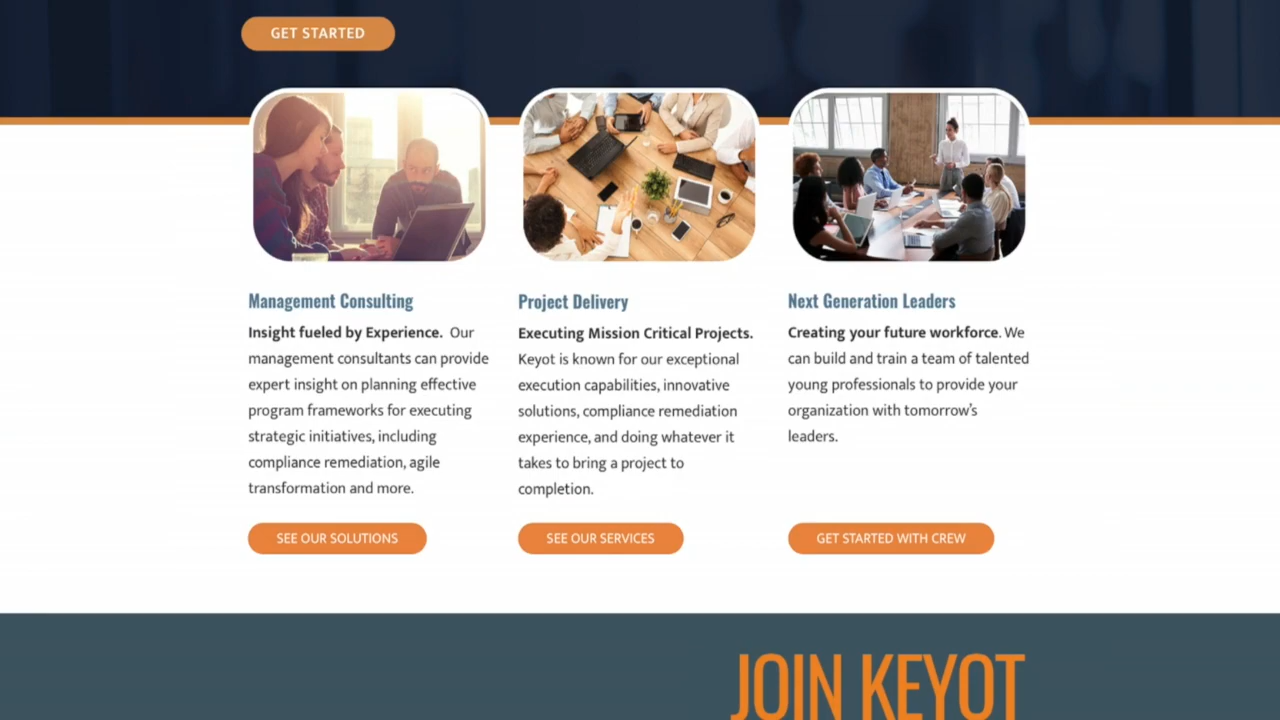 GET STARTED
Management Consulting
Insight fueled by Experience. Our
management consultants can provide
expert insight on planning effective
program frameworks for executing
strategic initiatives, including
compliance remediation, agile
transformation and more.
SEE OUR SOLUTIONS
Project Delivery
Executing Mission Critical Projects.
Keyot is known for our exceptional
execution capabilities, innovative
solutions, compliance remediation
experience, and doing whatever it
takes to bring a project to
completion.
SEE OUR SERVICES
Next Generation Leaders
Creating your future workforce. We
can build and train a team of talented
young professionals to provide your
organization with tomorrow’s
leaders.
GET STARTED WITH CREW
JOIN KEYOT